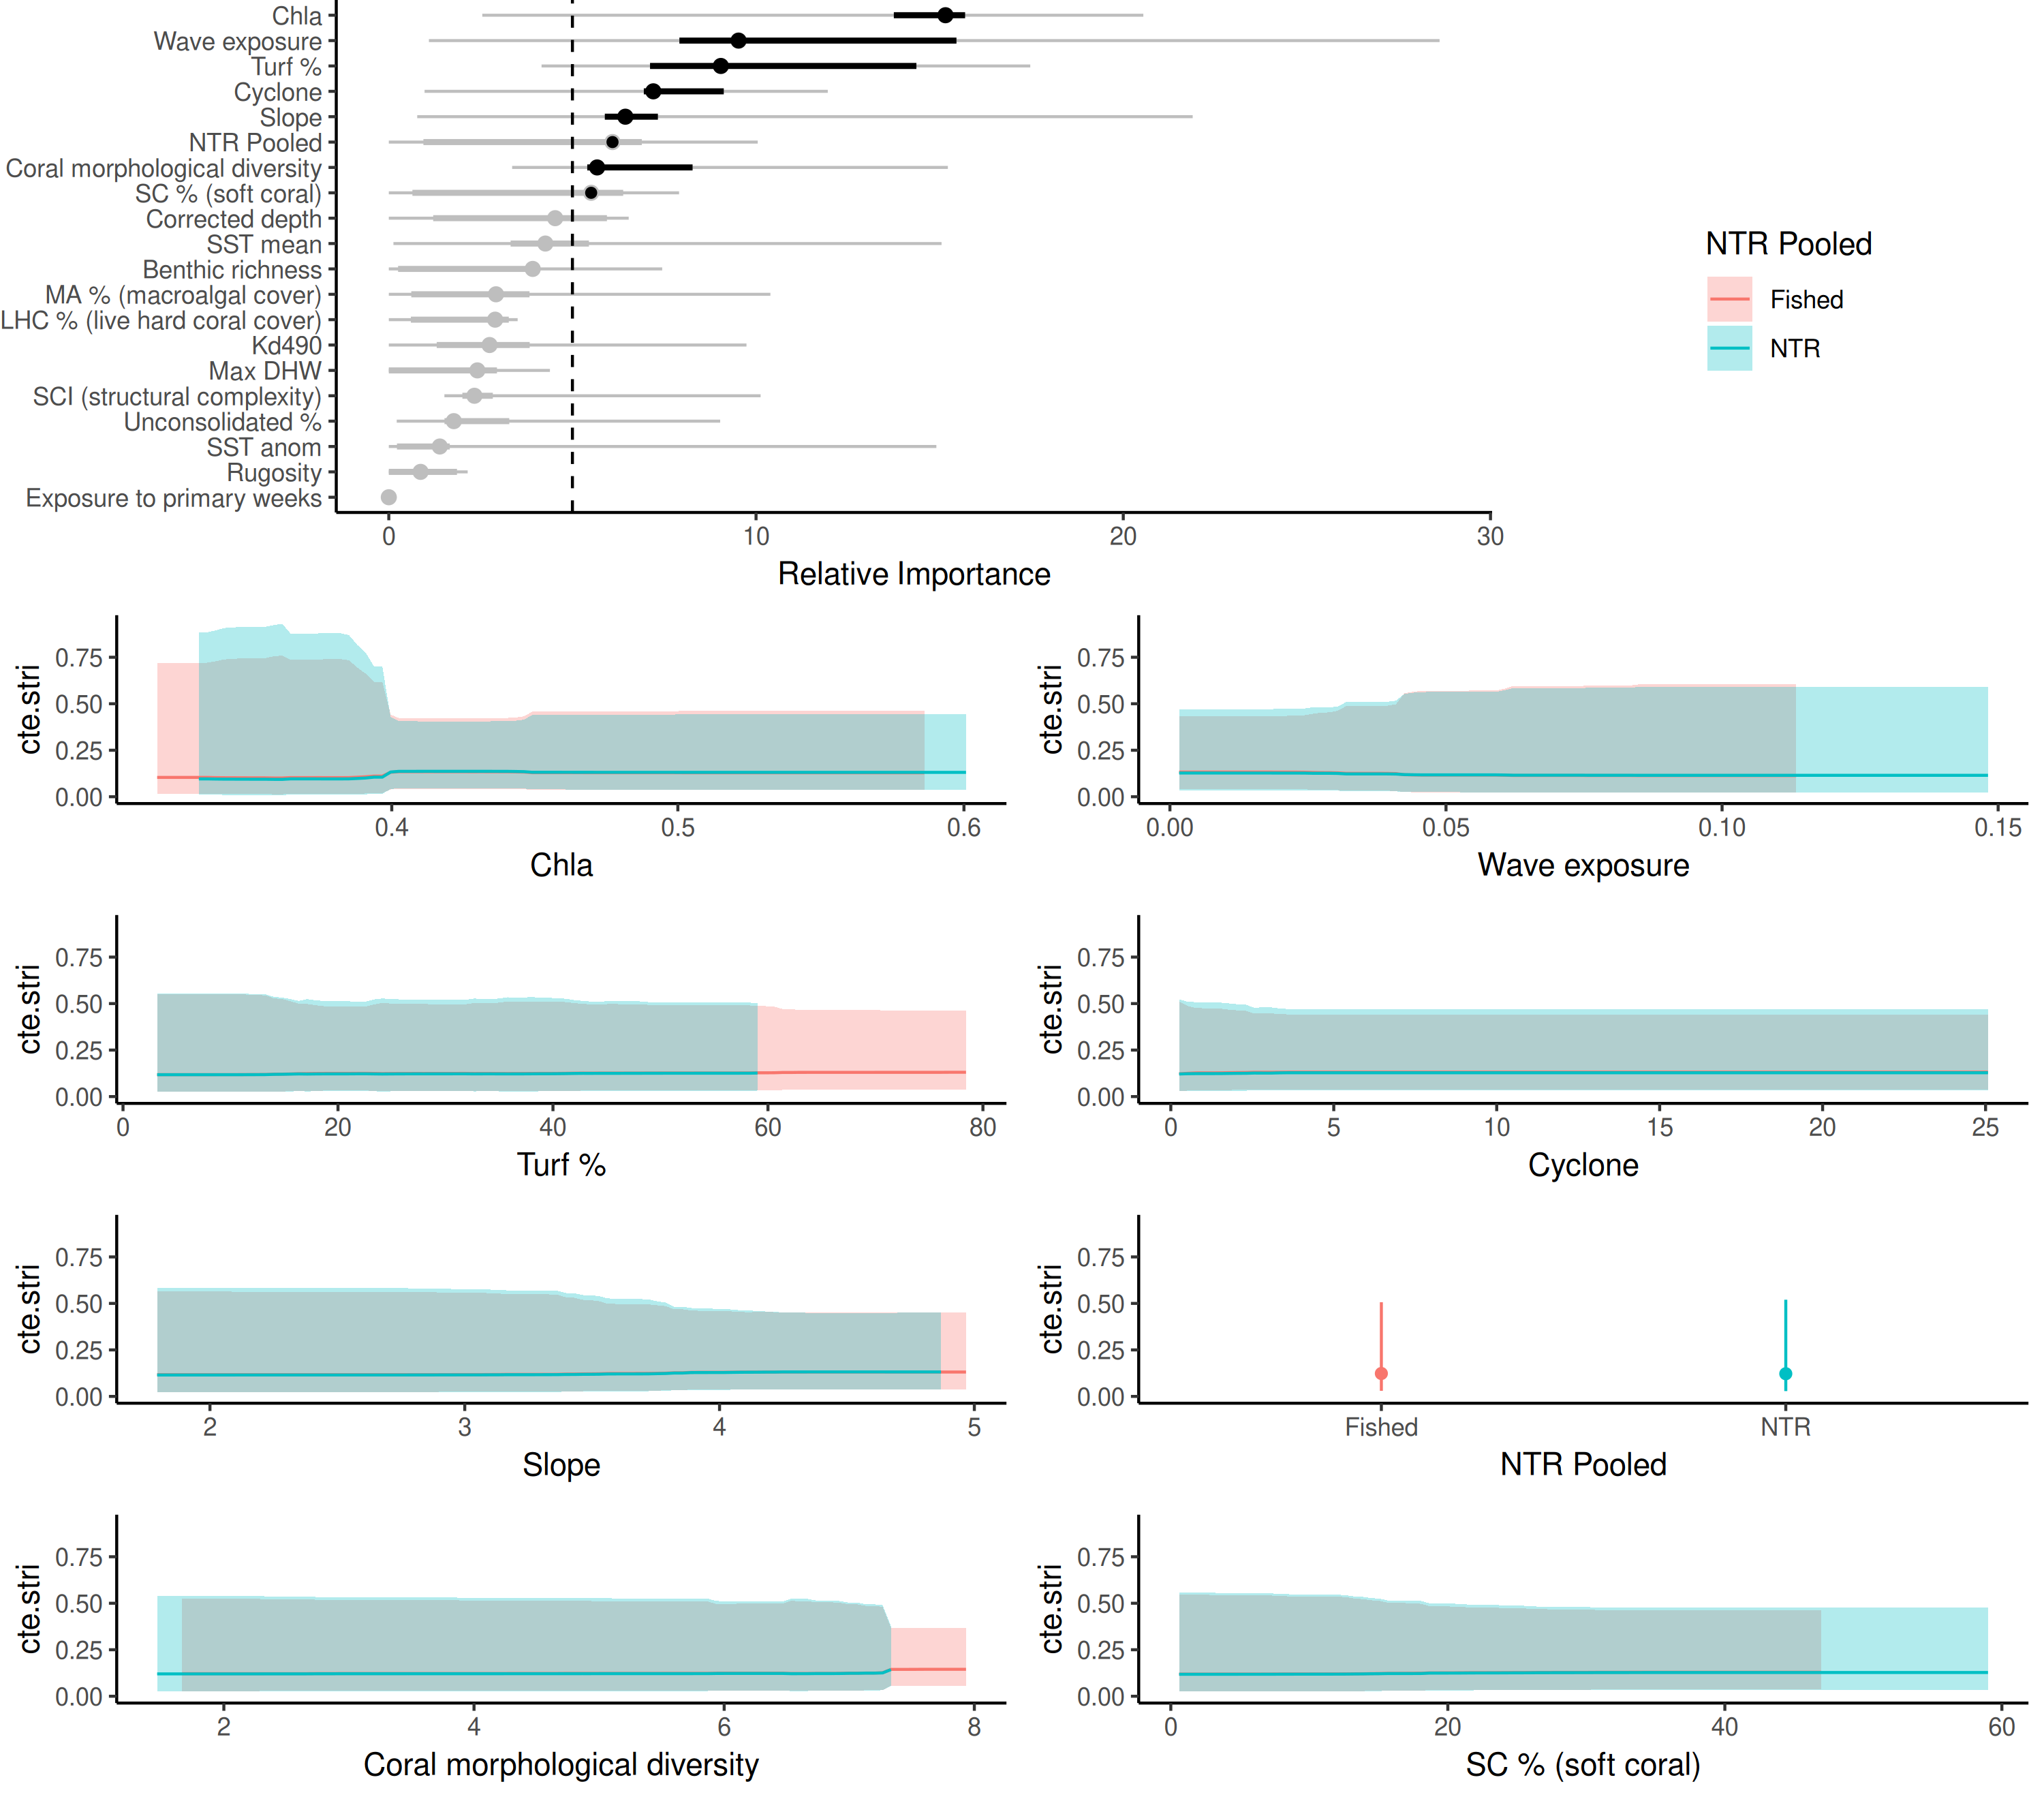 Chla
Wave exposure
Turf %
Cyclone
Slope
NTR Pooled
Coral morphological diversity
SC % (soft coral)
Corrected depth
SST mean
Benthic richness
MA % (macroalgal cover)
LHC % (live hard coral cover)
Kd490
Max DHW
SCI (structural complexity)
Unconsolidated %
SST anom
Rugosity
Exposure to primary weeks
0 10 20 30
Relative Importance
NTR Pooled
Fished
NTR
cte.stri
0.75
0.50
0.25
0.00
0.4 0.5 0.6
Chla
cte.stri
0.75
0.50
0.25
0.00
0.00 0.05 0.10 0.15
Wave exposure
cte.stri
0.75
0.50
0.25
0.00
0 20 40 60 80
Turf %
cte.stri
0.75
0.50
0.25
0.00
0 5 10 15 20 25
Cyclone
cte.stri
0.75
0.50
0.25
0.00
2 3 4 5
Slope
cte.stri
0.75
0.50
0.25
0.00
Fished NTR
NTR Pooled
cte.stri
0.75
0.50
0.25
0.00
2 4 6 8
Coral morphological diversity
cte.stri
0.75
0.50
0.25
0.00
0 20 40 60
SC % (soft coral)